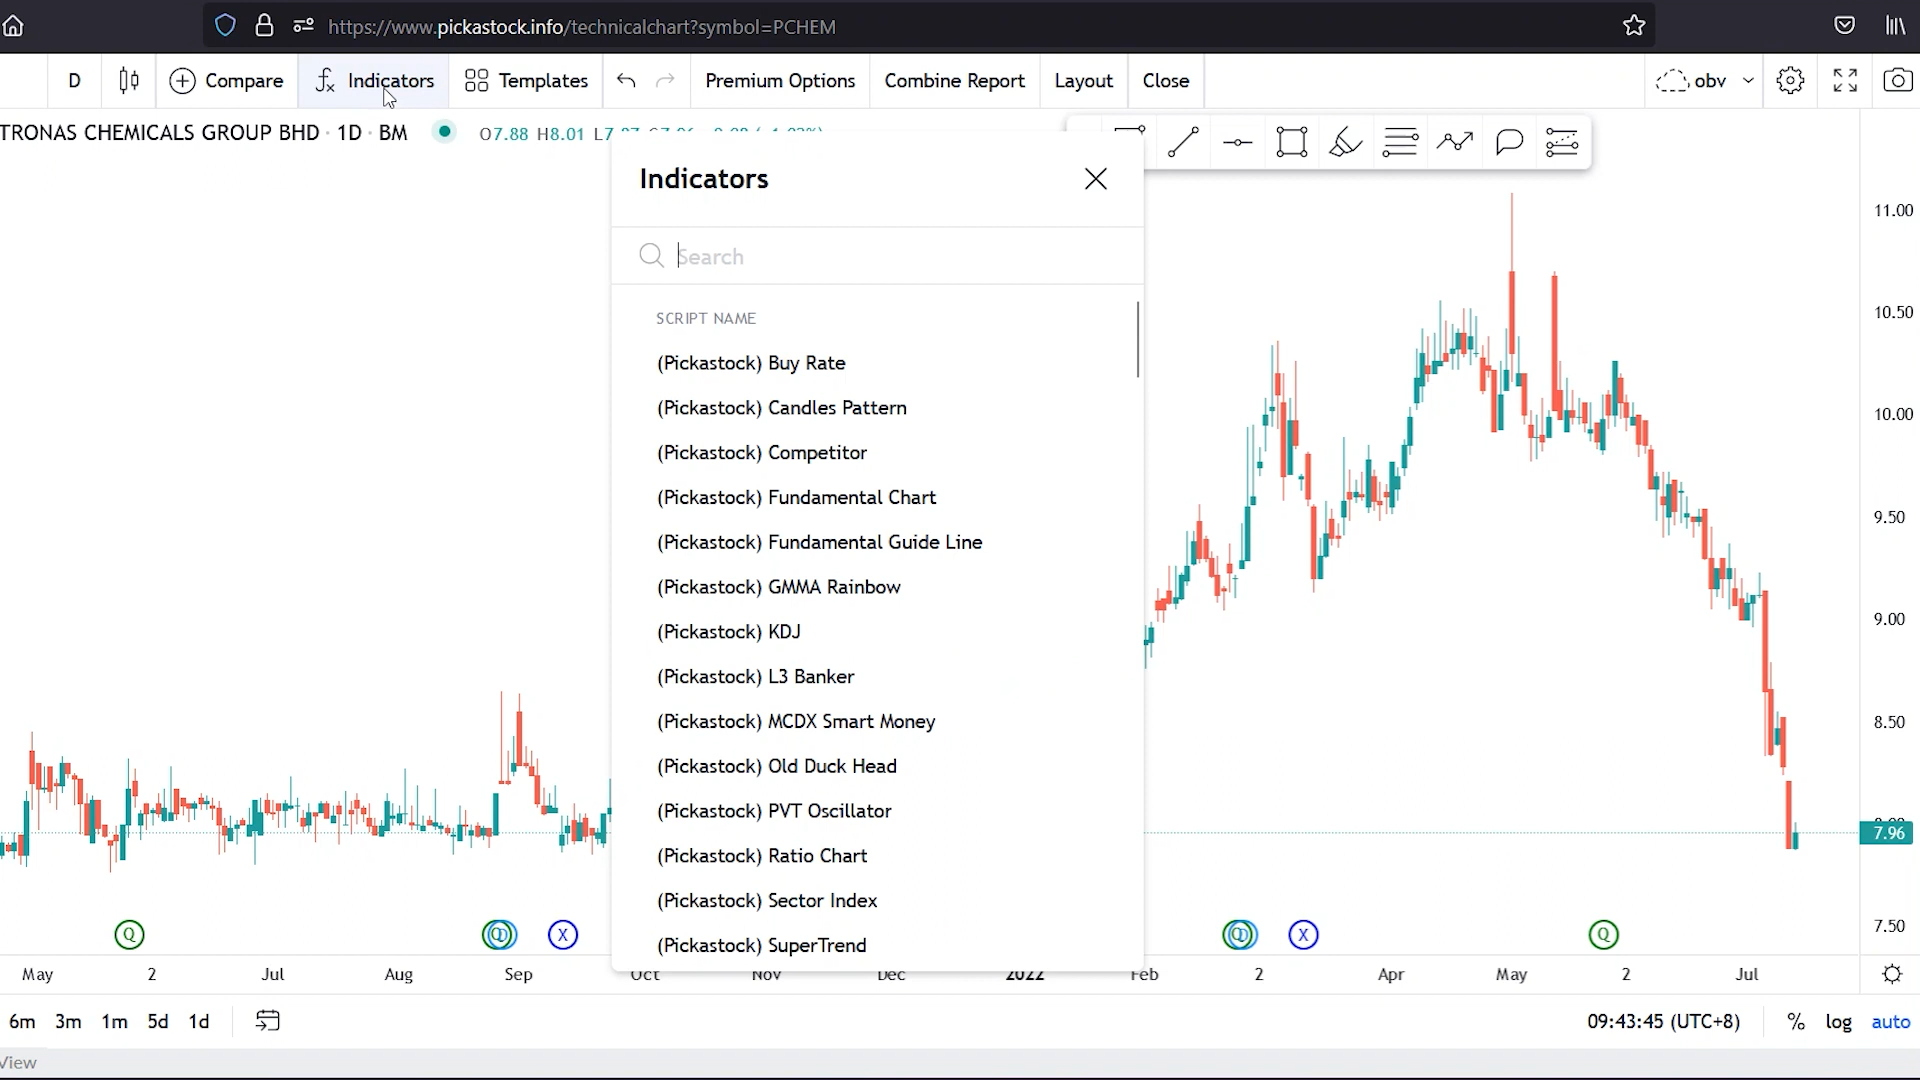 https://www.pickastock.info/technicalchart?symbol=PCHEM
D Compare Indicators Templates Premium Options Combine Report Layout Close obv
TRONAS CHEMICALS GROUP BHD · 1D · BM O7.88 H8.01
Indicators
Search
SCRIPT NAME
(Pickastock) Buy Rate
(Pickastock) Candles Pattern
(Pickastock) Competitor
(Pickastock) Fundamental Chart
(Pickastock) Fundamental Guide Line
(Pickastock) GMMA Rainbow
(Pickastock) KDJ
(Pickastock) L3 Banker
(Pickastock) MCDX Smart Money
(Pickastock) Old Duck Head
(Pickastock) PVT Oscillator
(Pickastock) Ratio Chart
(Pickastock) Sector Index
(Pickastock) SuperTrend
11.00
10.50
10.00
9.50
9.00
8.50
7.96
7.50
Q Q D X Q D X Q
May 2 Jul Aug Sep Oct Nov Dec 2022 Feb 2 Apr May 2 Jul
6m 3m 1m 5d 1d 09:43:45 (UTC+8) % log auto
View